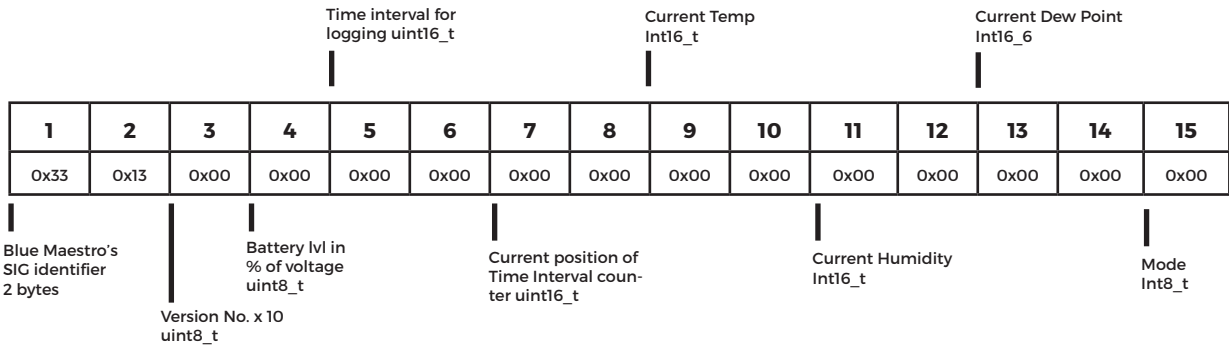 Time interval for
logging uint16_t
Current Temp
Int16_t
Current Dew Point
Int16_6
1 2 3 4 5 6 7 8 9 10 11 12 13 14 15
0x33 0x13 0x00 0x00 0x00 0x00 0x00 0x00 0x00 0x00 0x00 0x00 0x00 0x00 0x00
Blue Maestro's
SIG identifier
2 bytes
Version No. x 10
uint8_t
Battery lvl in
% of voltage
uint8_t
Current position of
Time Interval coun-
ter uint16_t
Current Humidity
Int16_t
Mode
Int8_t